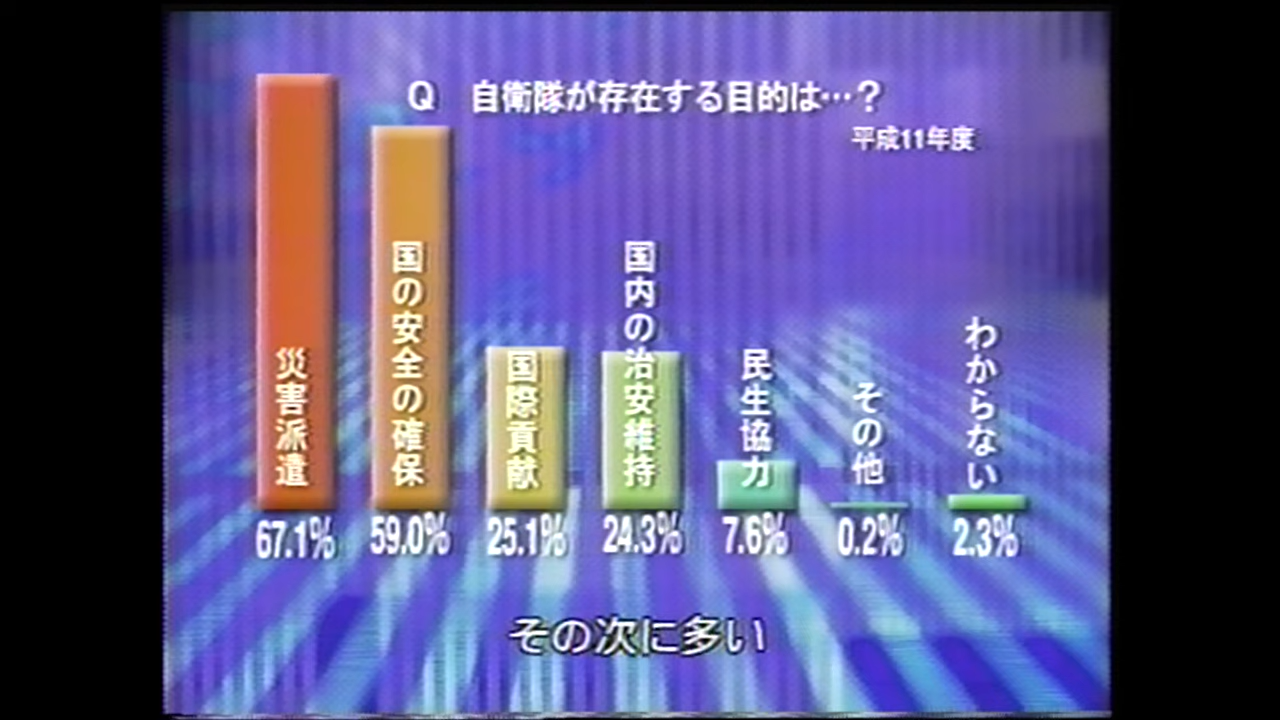 Q 自衛隊が存在する目的は…?
平成11年度
災害派遣
国の安全の確保
国際貢献
国内の治安維持
民生協力
その他
わからない
67.1%
59.0%
25.1%
24.3%
7.6%
0.2%
2.3%
その次に多い